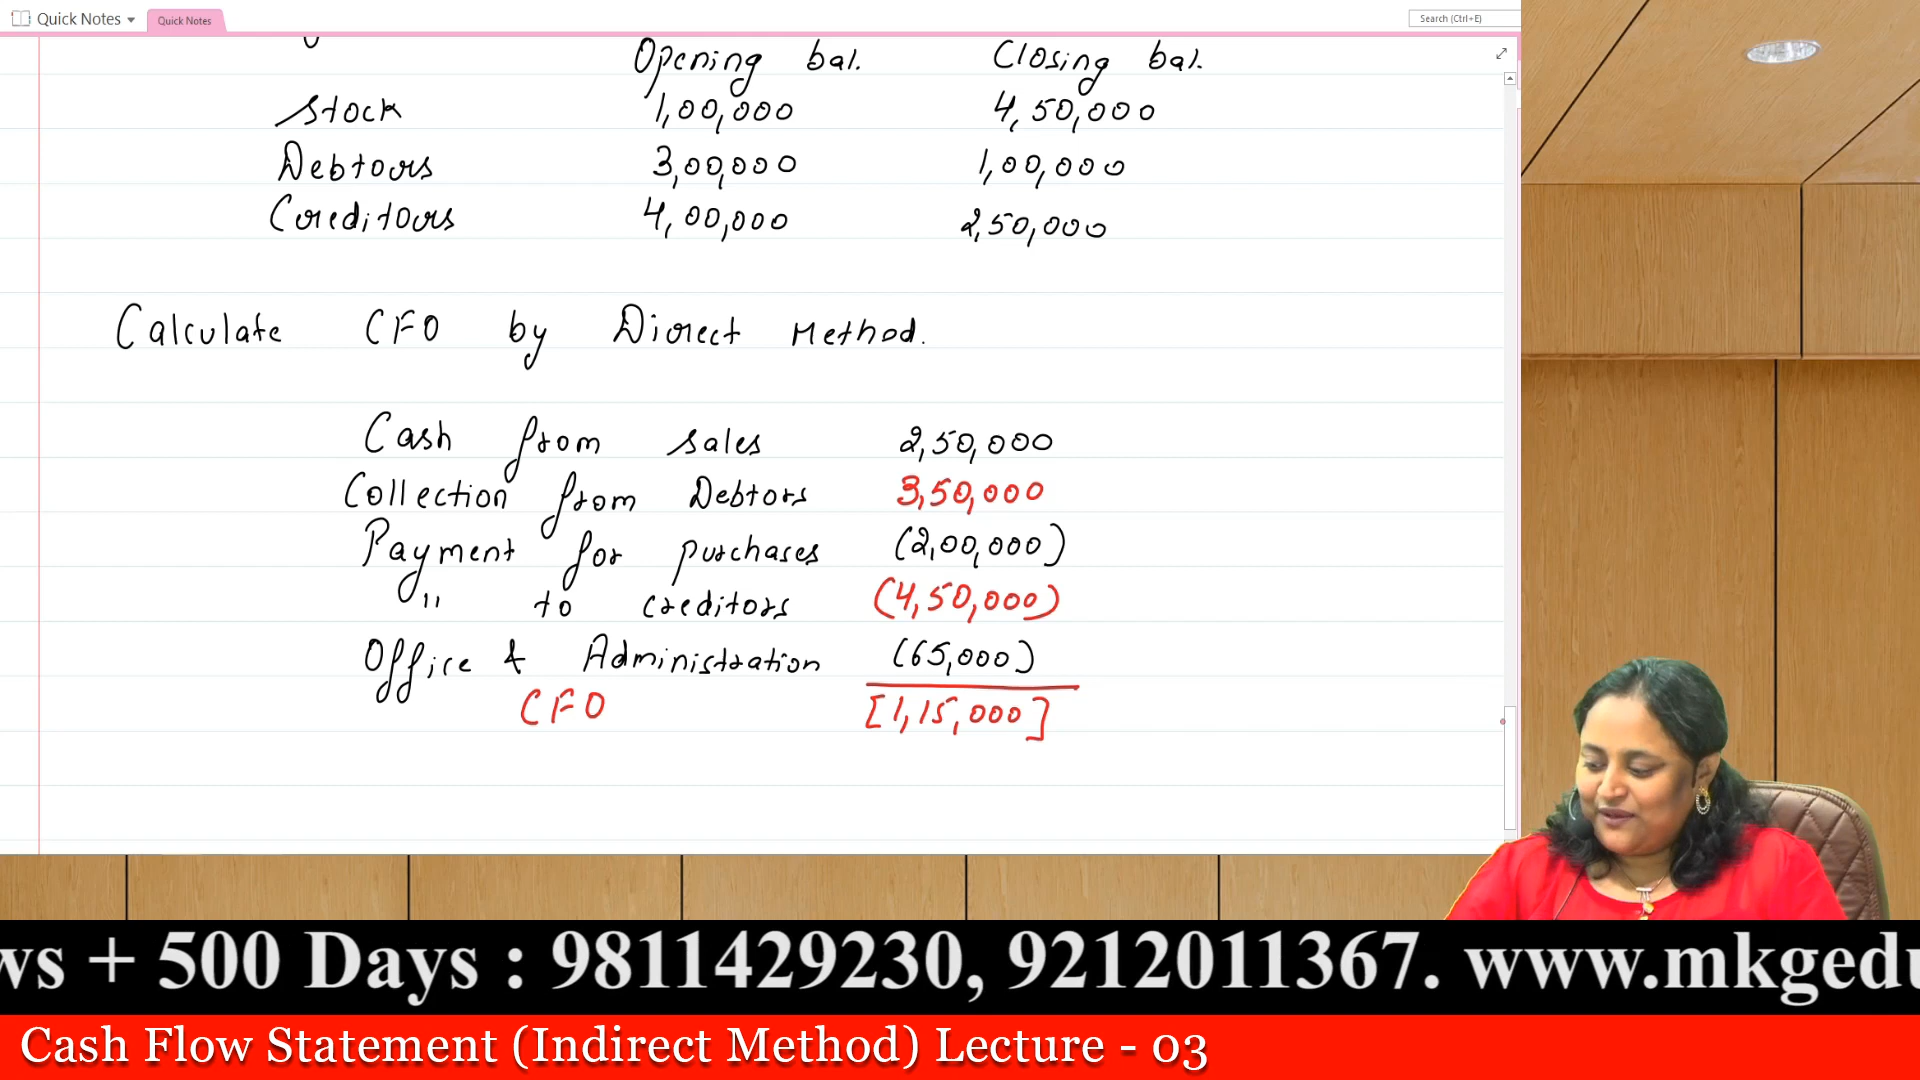 Quick Notes
Quick Notes
Search (Ctrl+E)
Opening bal. Closing bal.
Stock 1,00,000 4,50,000
Debtors 3,00,000 1,00,000
Creditors 4,00,000 2,50,000
Calculate CFO by Direct Method.
Cash from sales 2,50,000
Collection from Debtors 3,50,000
Payment for purchases (2,00,000)
,, to creditors (4,50,000)
Office & Administration (65,000)
CFO [1,15,000]
ws + 500 Days : 9811429230, 9212011367. www.mkgedu
Cash Flow Statement (Indirect Method) Lecture - 03